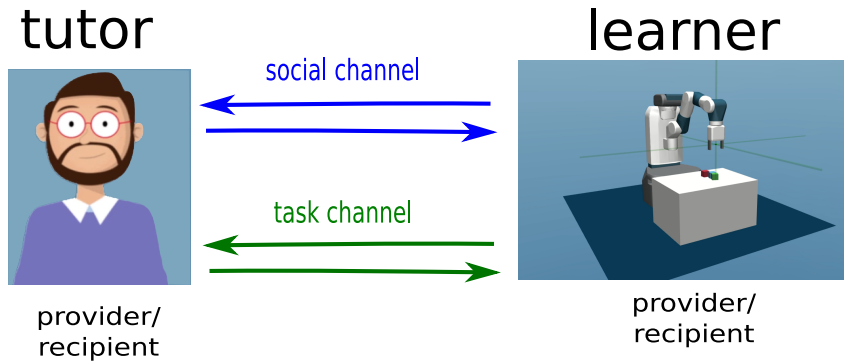 tutor
learner
social channel
task channel
provider/
recipient
provider/
recipient